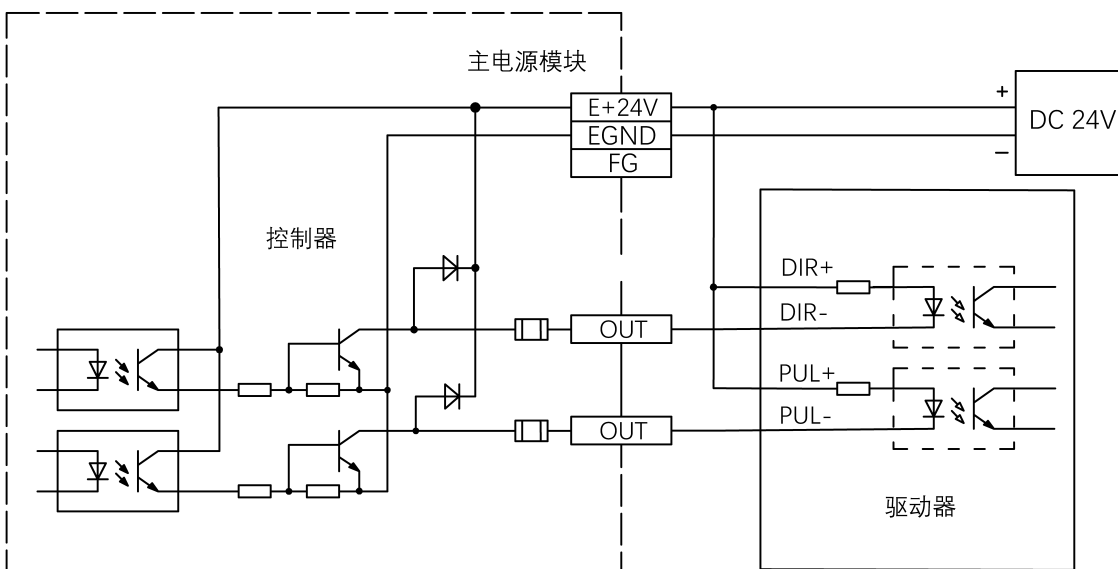 主电源模块
E+24V
+
DC 24V
EGND
−
FG
控制器
DIR+
DIR-
OUT
PUL+
PUL-
OUT
驱动器